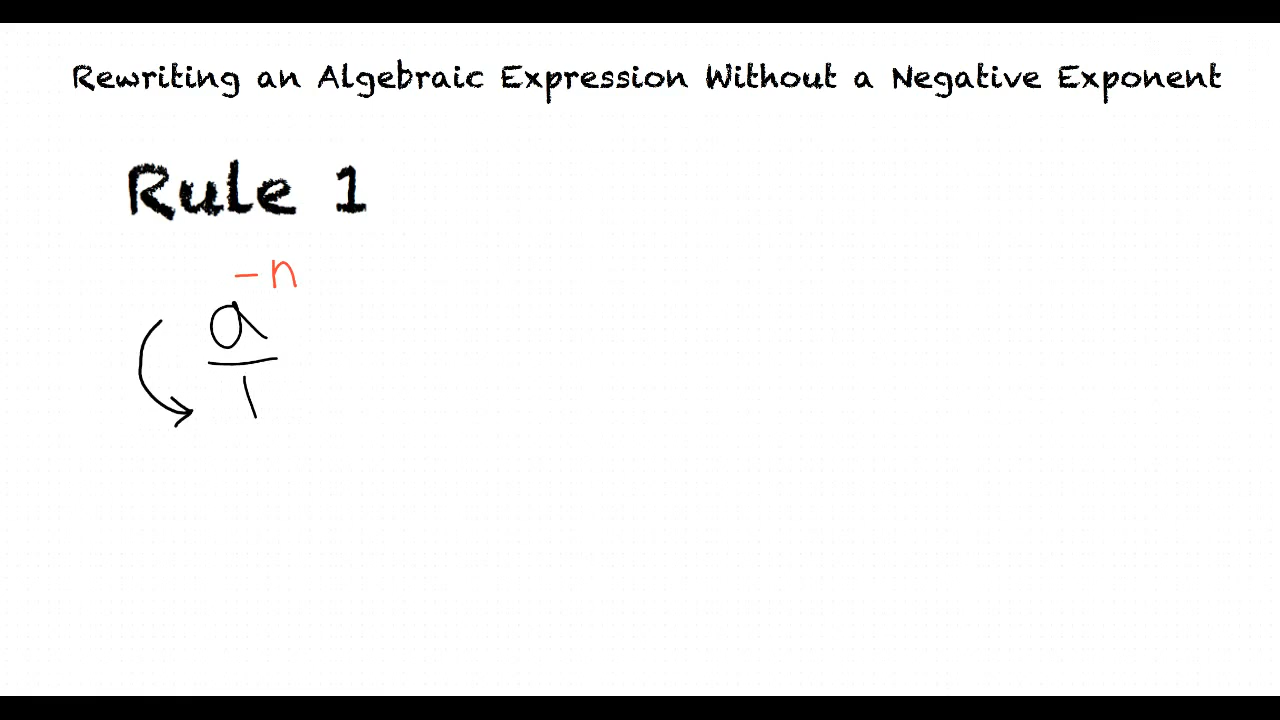 Rewriting an Algebraic Expression Without a Negative Exponent
Rule 1
-n
a
1